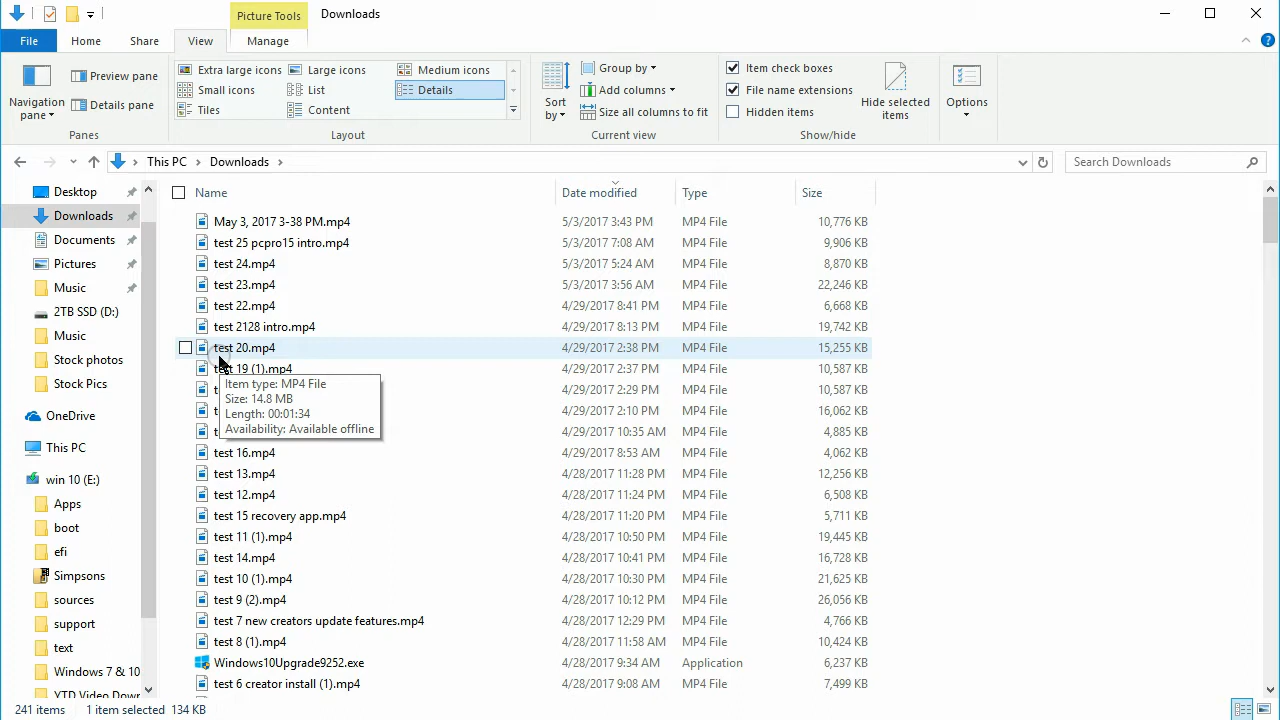 Picture Tools
Downloads
File
Home
Share
View
Manage
Navigation pane
Preview pane
Details pane
Panes
Extra large icons
Large icons
Medium icons
Small icons
List
Details
Tiles
Content
Layout
Sort by
Group by
Add columns
Size all columns to fit
Current view
Item check boxes
File name extensions
Hidden items
Hide selected items
Show/hide
Options
This PC
Downloads
Search Downloads
Desktop
Downloads
Documents
Pictures
Music
2TB SSD (D:)
Music
Stock photos
Stock Pics
OneDrive
This PC
win 10 (E:)
Apps
boot
efi
Simpsons
sources
support
text
Windows 7 & 10
YTD Video Down
Name Date modified Type Size
May 3, 2017 3-38 PM.mp4 5/3/2017 3:43 PM MP4 File 10,776 KB
test 25 pcpro15 intro.mp4 5/3/2017 7:08 AM MP4 File 9,906 KB
test 24.mp4 5/3/2017 5:24 AM MP4 File 8,870 KB
test 23.mp4 5/3/2017 3:56 AM MP4 File 22,246 KB
test 22.mp4 4/29/2017 8:41 PM MP4 File 6,668 KB
test 2128 intro.mp4 4/29/2017 8:13 PM MP4 File 19,742 KB
test 20.mp4 4/29/2017 2:38 PM MP4 File 15,255 KB
test 19 (1).mp4 4/29/2017 2:37 PM MP4 File 10,587 KB
4/29/2017 2:29 PM MP4 File 10,587 KB
4/29/2017 2:10 PM MP4 File 16,062 KB
4/29/2017 10:35 AM MP4 File 4,885 KB
Item type: MP4 File
Size: 14.8 MB
Length: 00:01:34
Availability: Available offline
test 16.mp4 4/29/2017 8:53 AM MP4 File 4,062 KB
test 13.mp4 4/28/2017 11:28 PM MP4 File 12,256 KB
test 12.mp4 4/28/2017 11:24 PM MP4 File 6,508 KB
test 15 recovery app.mp4 4/28/2017 11:20 PM MP4 File 5,711 KB
test 11 (1).mp4 4/28/2017 10:50 PM MP4 File 19,445 KB
test 14.mp4 4/28/2017 10:41 PM MP4 File 16,728 KB
test 10 (1).mp4 4/28/2017 10:30 PM MP4 File 21,625 KB
test 9 (2).mp4 4/28/2017 10:12 PM MP4 File 26,056 KB
test 7 new creators update features.mp4 4/28/2017 12:29 PM MP4 File 4,766 KB
test 8 (1).mp4 4/28/2017 11:58 AM MP4 File 10,424 KB
Windows10Upgrade9252.exe 4/28/2017 9:34 AM Application 6,237 KB
test 6 creator install (1).mp4 4/28/2017 9:08 AM MP4 File 7,499 KB
241 items 1 item selected 134 KB